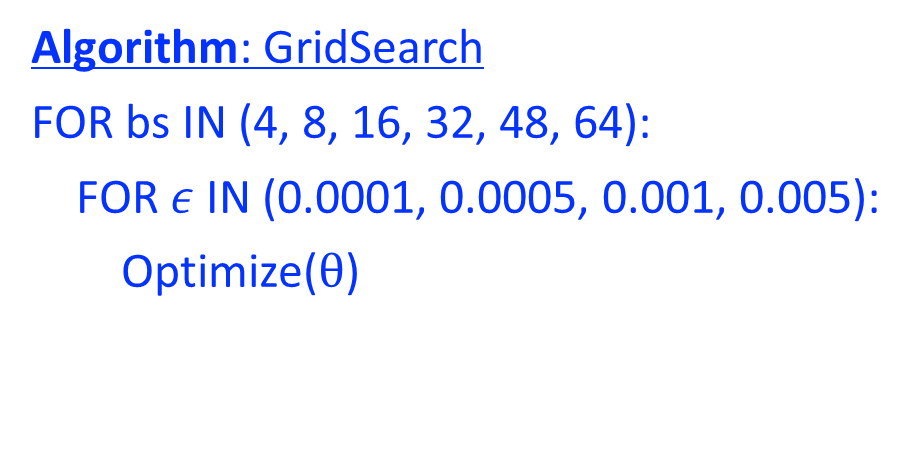 Algorithm: GridSearch
FOR bs IN (4, 8, 16, 32, 48, 64):
FOR ϵ IN (0.0001, 0.0005, 0.001, 0.005):
Optimize(θ)